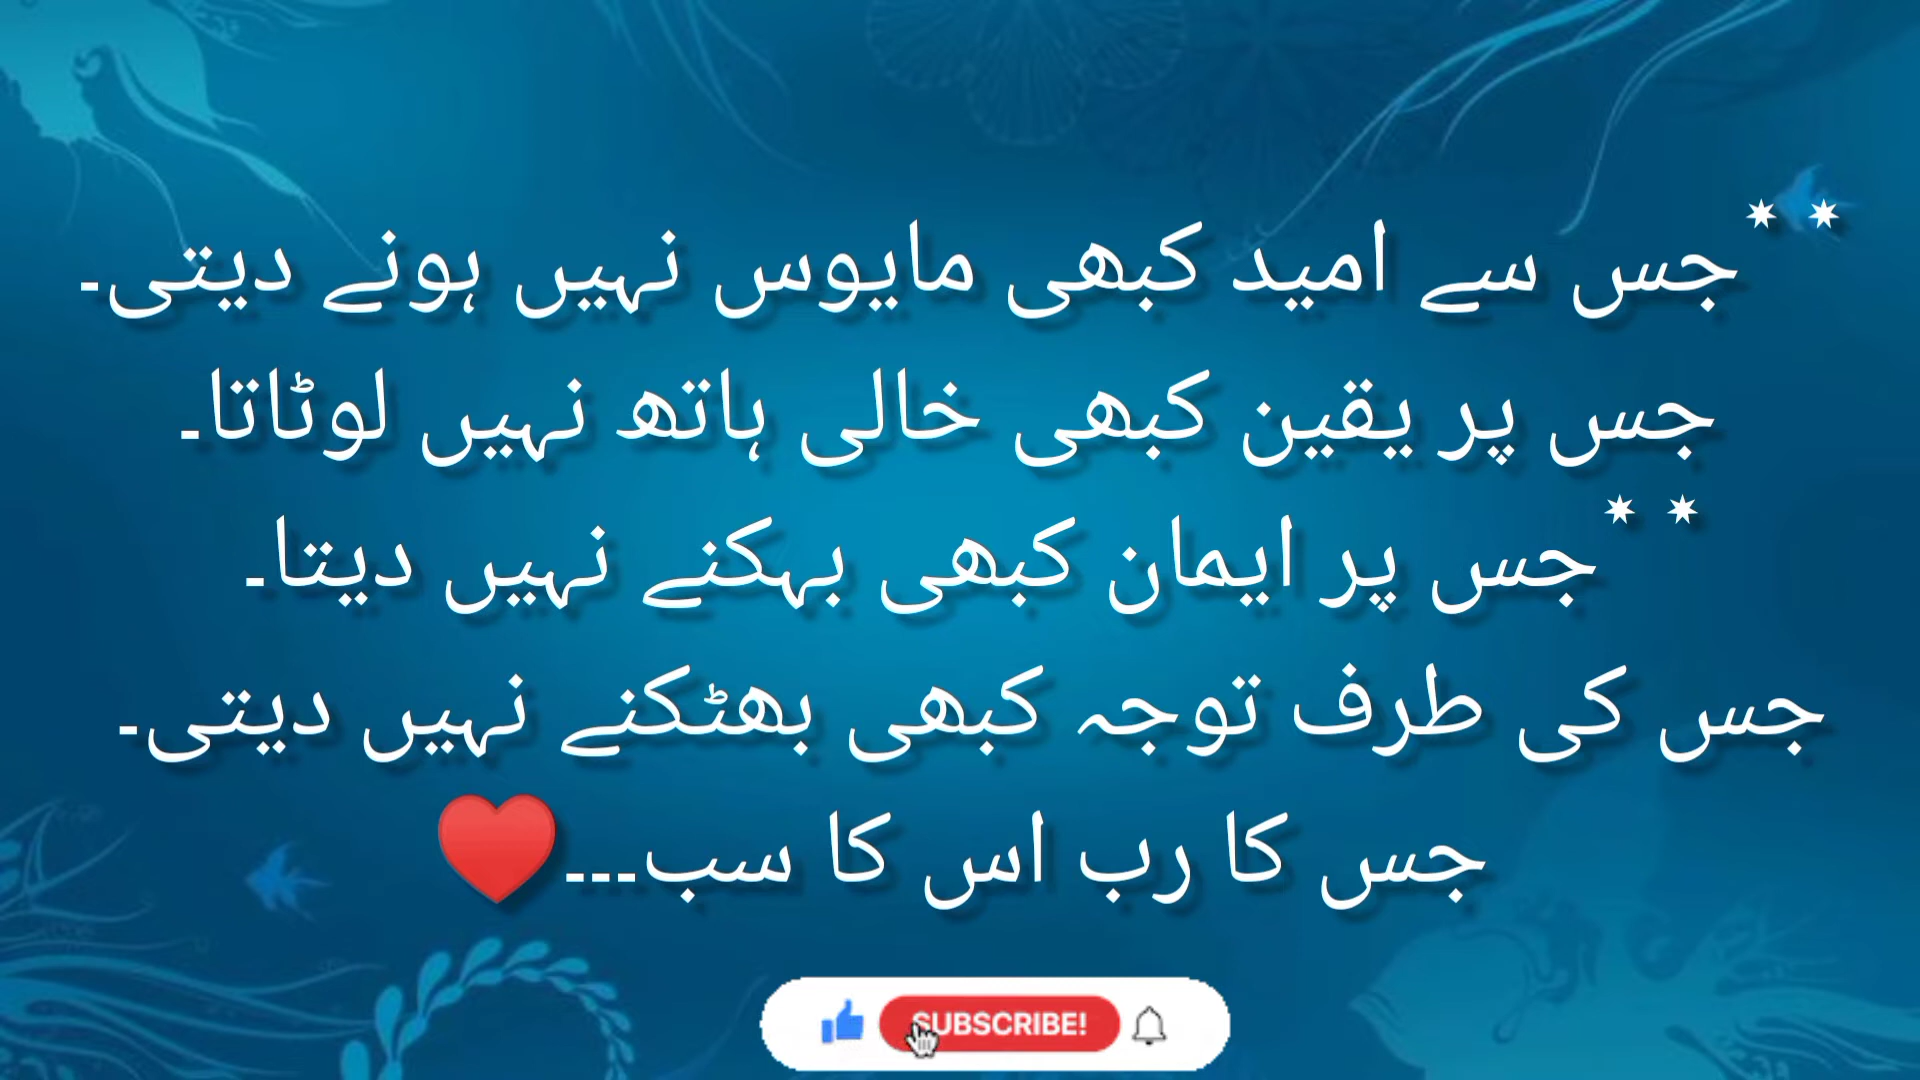 **جس سے امید کبھی مایوس نہیں ہونے دیتی۔
جس پر یقین کبھی خالی ہاتھ نہیں لوٹاتا۔
**جس پر ایمان کبھی بہکنے نہیں دیتا۔
جس کی طرف توجہ کبھی بھٹکنے نہیں دیتی۔
جس کا رب اس کا سب۔۔۔♥️
SUBSCRIBE!